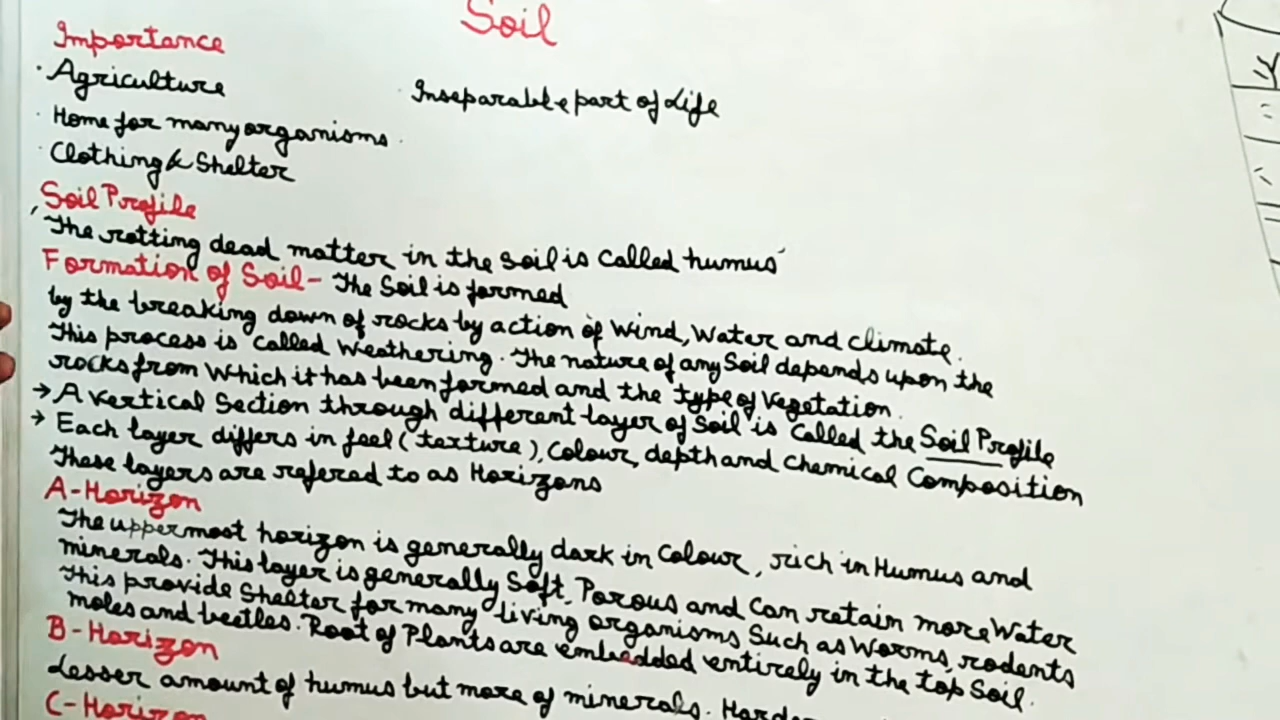 Soil
Importance
· Agriculture
Inseparable part of Life
· Home for many organisms.
· Clothing & Shelter
Soil Profile
The rotting dead matter in the soil is called humus
Formation of Soil - The Soil is formed
by the breaking down of rocks by action of wind, water and climate.
This process is called Weathering. The nature of any Soil depends upon the
rocks from which it has been formed and the type of vegetation.
→ A vertical Section through different layer of Soil is called the Soil Profile
→ Each layer differs in feel (texture), Colour, depth and Chemical Composition
These layers are refered to as Horizons
A-Horizon
The uppermost horizon is generally dark in Colour, rich in Humus and
minerals. This layer is generally Soft, Porous and Can retain more Water
This provide Shelter for many living organisms Such as Worms, rodents
moles and beetles. Root of Plants are embedded entirely in the top Soil.
B-Horizon
Lesser amount of humus but more of minerals.
C-Horizon